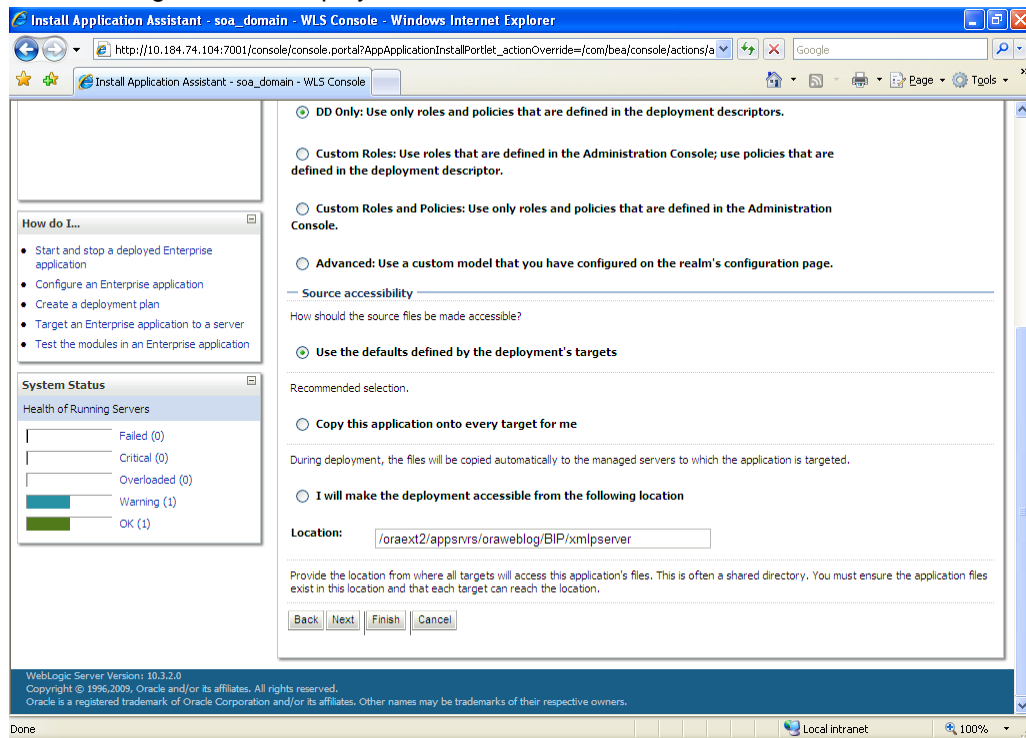 Install Application Assistant - soa_domain - WLS Console - Windows Internet Explorer
http://10.184.74.104:7001/console/console.portal?AppApplicationInstallPortlet_actionOverride=/com/bea/console/actions/a
Google
Install Application Assistant - soa_domain - WLS Console
Page
Tools
DD Only: Use only roles and policies that are defined in the deployment descriptors.
Custom Roles: Use roles that are defined in the Administration Console; use policies that are
defined in the deployment descriptor.
Custom Roles and Policies: Use only roles and policies that are defined in the Administration
Console.
Advanced: Use a custom model that you have configured on the realm's configuration page.
How do I...
Start and stop a deployed Enterprise
application
Configure an Enterprise application
Create a deployment plan
Target an Enterprise application to a server
Test the modules in an Enterprise application
System Status
Health of Running Servers
Failed (0)
Critical (0)
Overloaded (0)
Warning (1)
OK (1)
Source accessibility
How should the source files be made accessible?
Use the defaults defined by the deployment's targets
Recommended selection.
Copy this application onto every target for me
During deployment, the files will be copied automatically to the managed servers to which the application is targeted.
I will make the deployment accessible from the following location
Location:
/oraext2/appsrvrs/oraweblog/BIP/xmlpserver
Provide the location from where all targets will access this application's files. This is often a shared directory. You must ensure the application files
exist in this location and that each target can reach the location.
Back Next Finish Cancel
WebLogic Server Version: 10.3.2.0
Copyright © 1996,2009, Oracle and/or its affiliates. All rights reserved.
Oracle is a registered trademark of Oracle Corporation and/or its affiliates. Other names may be trademarks of their respective owners.
Done
Local intranet
100%